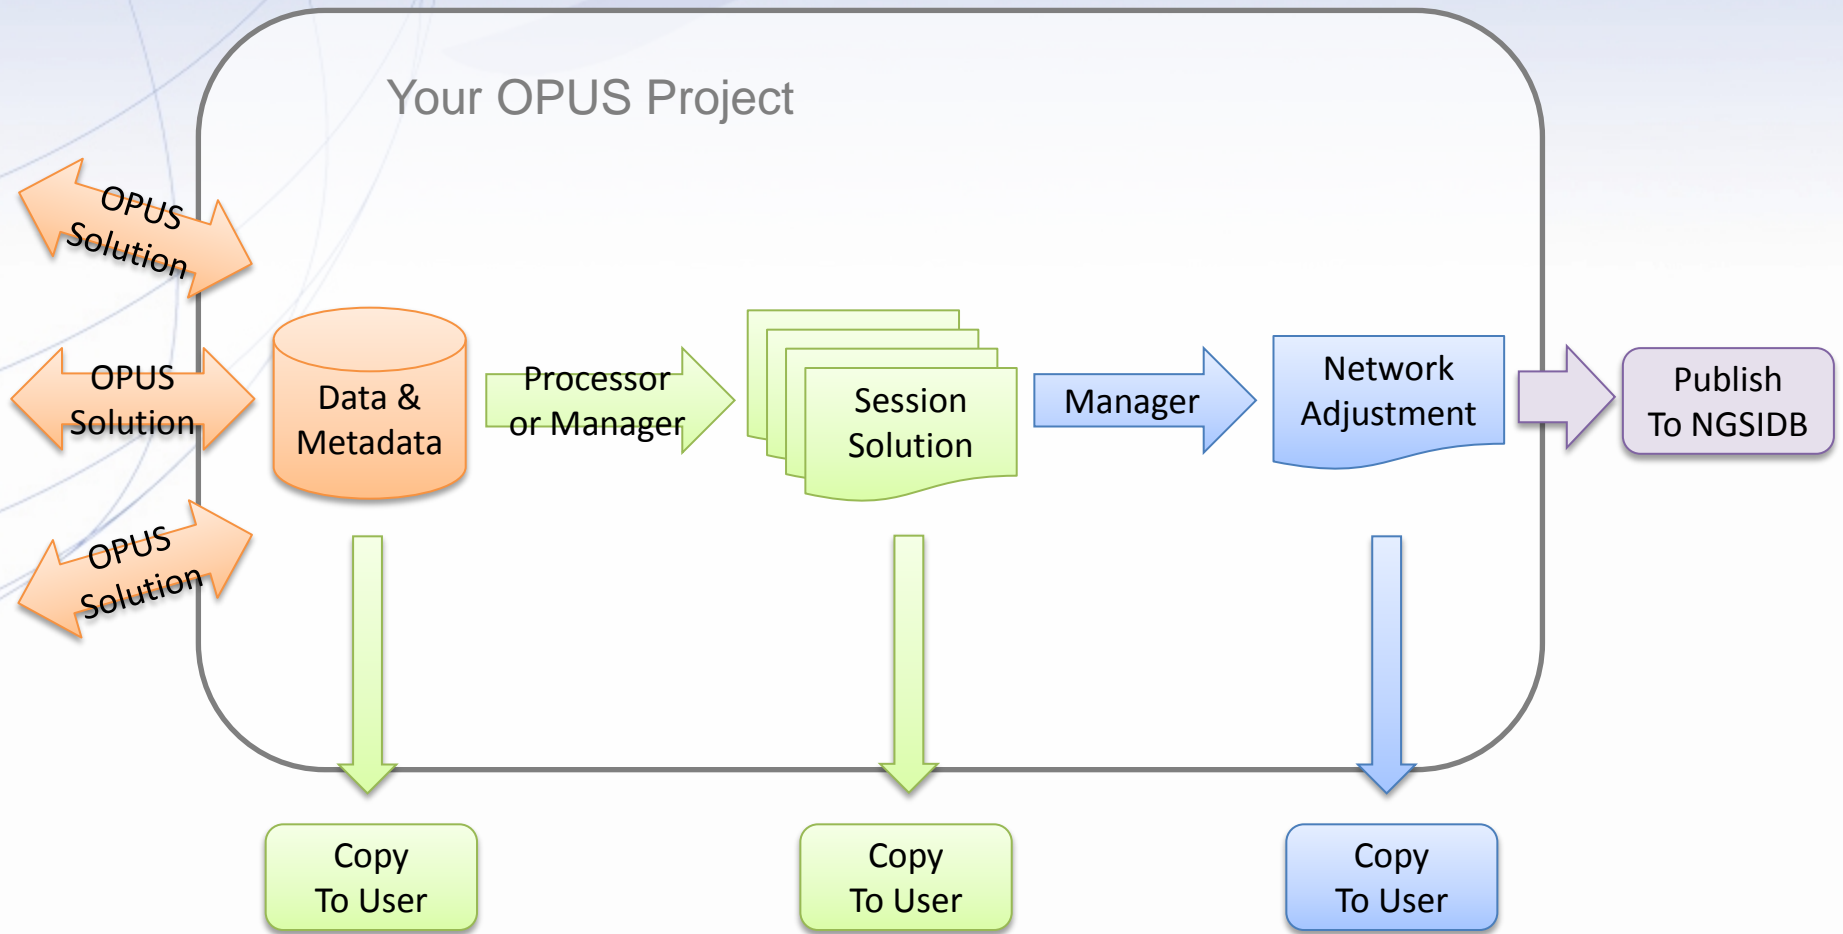 Your OPUS Project
OPUS
Solution
OPUS
Solution
OPUS
Solution
Data &
Metadata
Processor
or Manager
Session
Solution
Manager
Network
Adjustment
Publish
To NGSIDB
Copy
To User
Copy
To User
Copy
To User